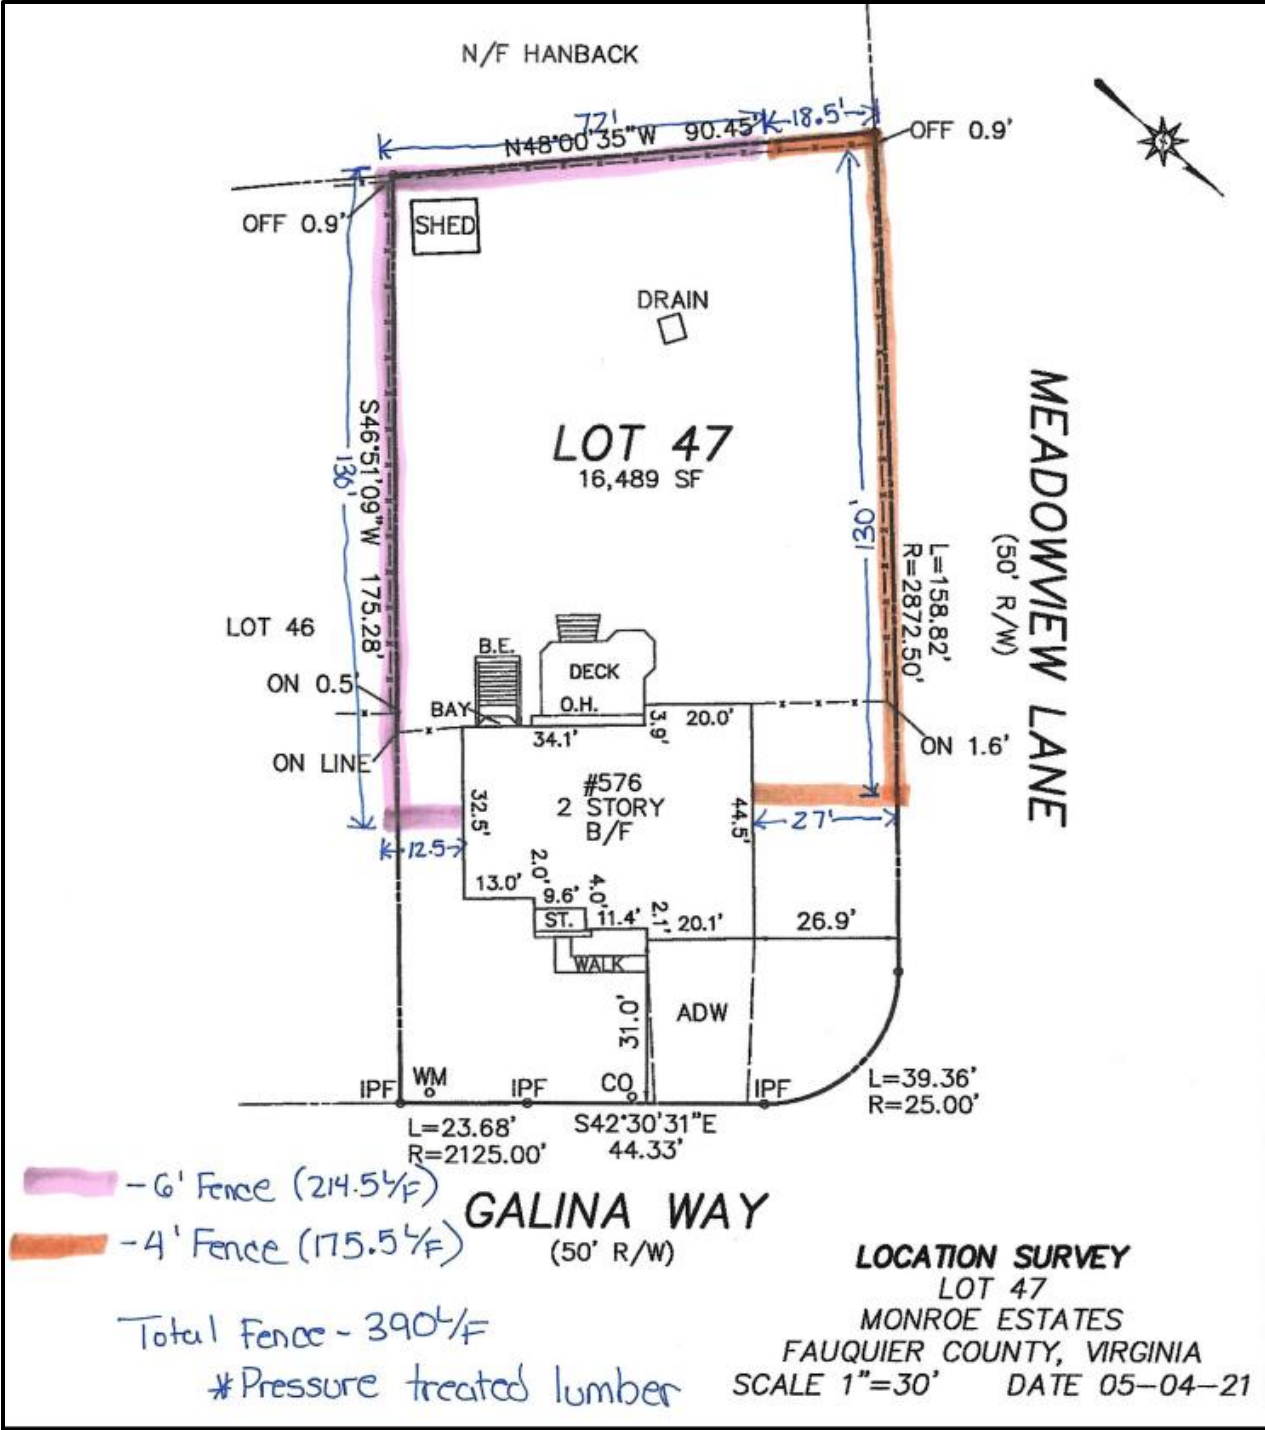 N/F HANBACK
72'
18.5'
N48°00'35"W 90.45'
OFF 0.9'
OFF 0.9'
SHED
DRAIN
LOT 47
16,489 SF
S46°51'09"W 175.28'
136'
130'
L=158.82'
R=2872.50'
MEADOWVIEW LANE
(50' R/W)
LOT 46
B.E.
DECK
ON 0.5'
BAY
O.H.
34.1'
3.9'
20.0'
ON LINE
ON 1.6'
#576
2 STORY
B/F
32.5'
44.5'
27'
12.5
13.0'
2.0'
9.6'
4.0'
ST.
11.4'
2.1'
20.1'
26.9'
WALK
31.0'
ADW
IPF
WM
IPF
CO
IPF
L=39.36'
R=25.00'
L=23.68'
R=2125.00'
S42°30'31"E
44.33'
- 6' Fence (214.5 L/F)
- 4' Fence (175.5 L/F)
GALINA WAY
(50' R/W)
Total Fence - 390 L/F
* Pressure treated lumber
LOCATION SURVEY
LOT 47
MONROE ESTATES
FAUQUIER COUNTY, VIRGINIA
SCALE 1"=30' DATE 05-04-21